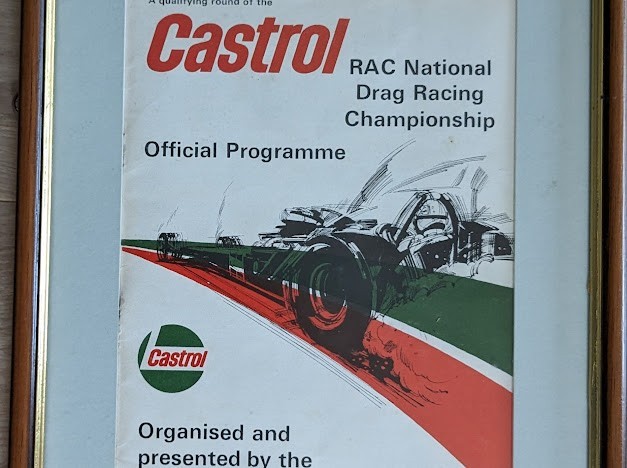 A qualifying round of the
Castrol
RAC National
Drag Racing
Championship
Official Programme
Castrol
Organised and
presented by the